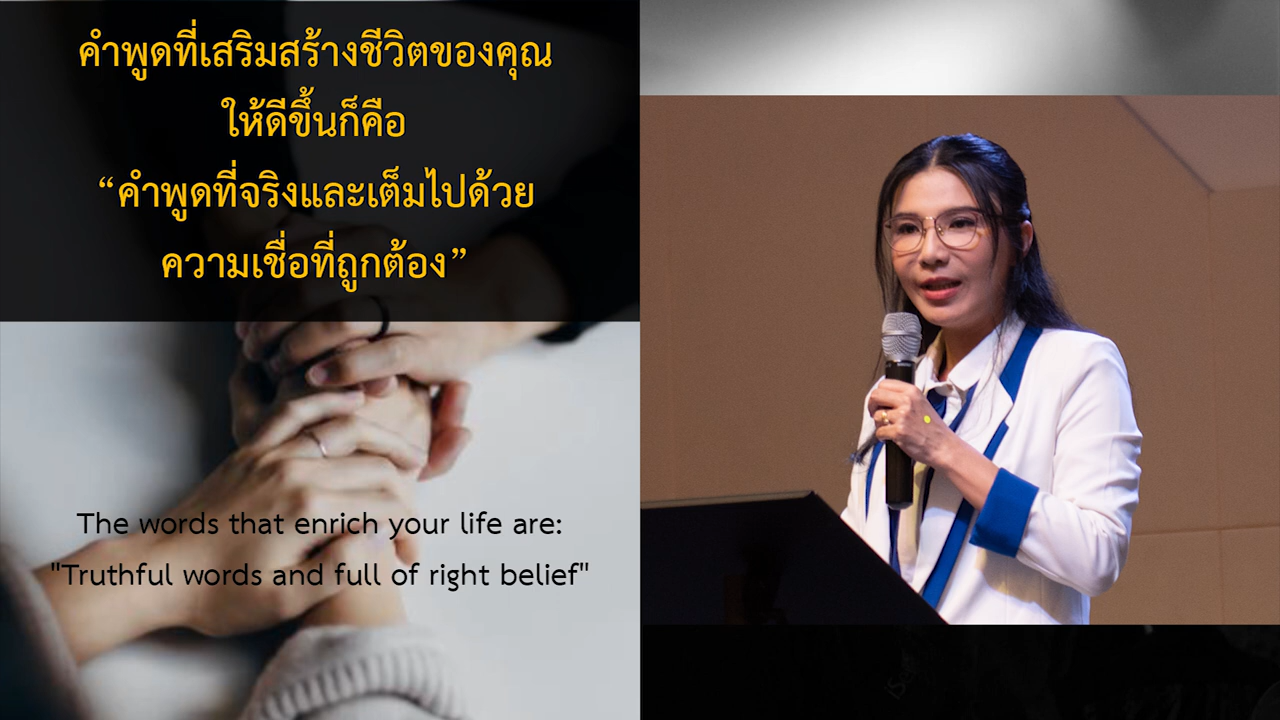 คำพูดที่เสริมสร้างชีวิตของคุณ
ให้ดีขึ้นก็คือ
“คำพูดที่จริงและเต็มไปด้วย
ความเชื่อที่ถูกต้อง”
The words that enrich your life are:
"Truthful words and full of right belief"